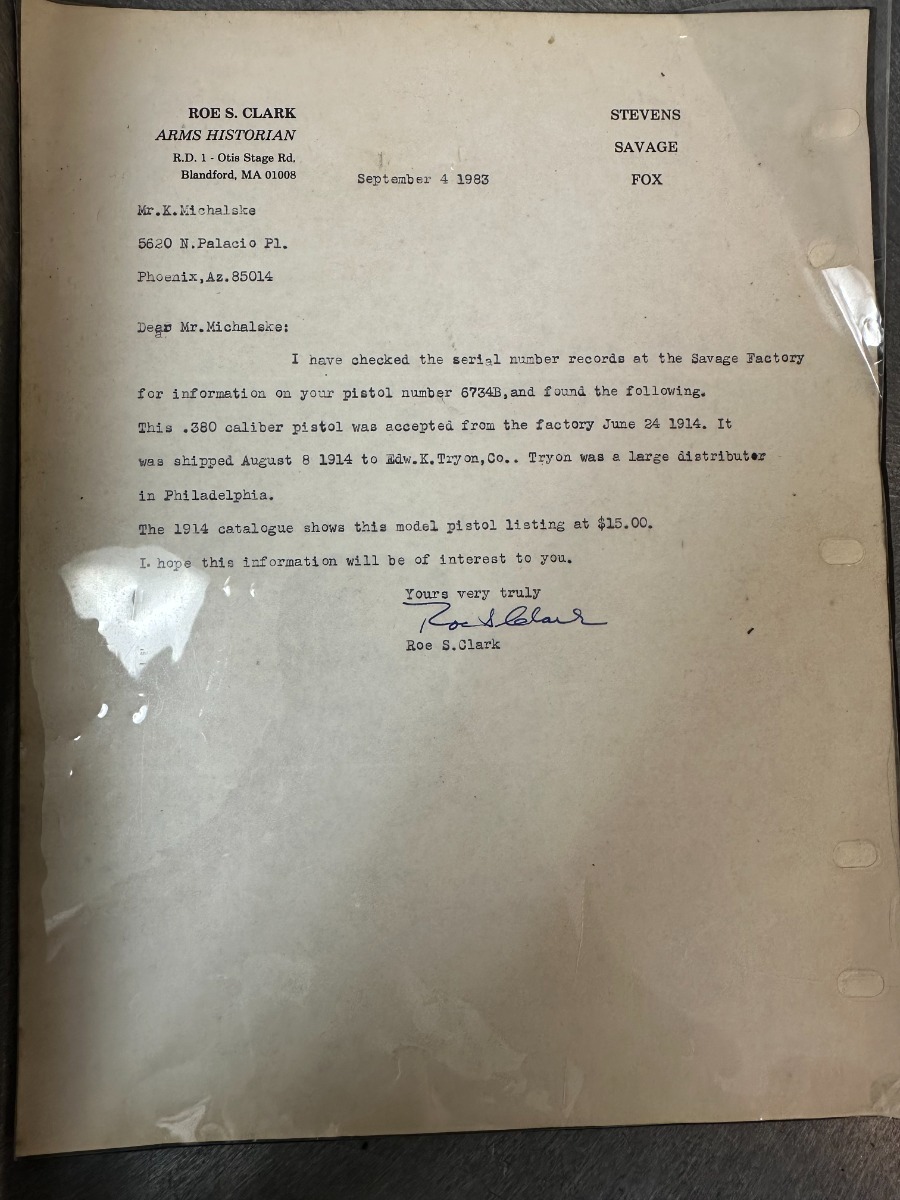 ROE S. CLARK
ARMS HISTORIAN
R.D. 1 - Otis Stage Rd.
Blandford, MA 01008
STEVENS
SAVAGE
FOX
September 4 1983
Mr.K.Michalske
5620 N.Palacio Pl.
Phoenix,Az.85014
Dear Mr.Michalske:
I have checked the serial number records at the Savage Factory
for information on your pistol number 6734B,and found the following.
This .380 caliber pistol was accepted from the factory June 24 1914. It
was shipped August 8 1914 to Edw.K.Tryon,Co.. Tryon was a large distributer
in Philadelphia.
The 1914 catalogue shows this model pistol listing at $15.00.
I hope this information will be of interest to you.
Yours very truly
Roe S Clark
Roe S.Clark